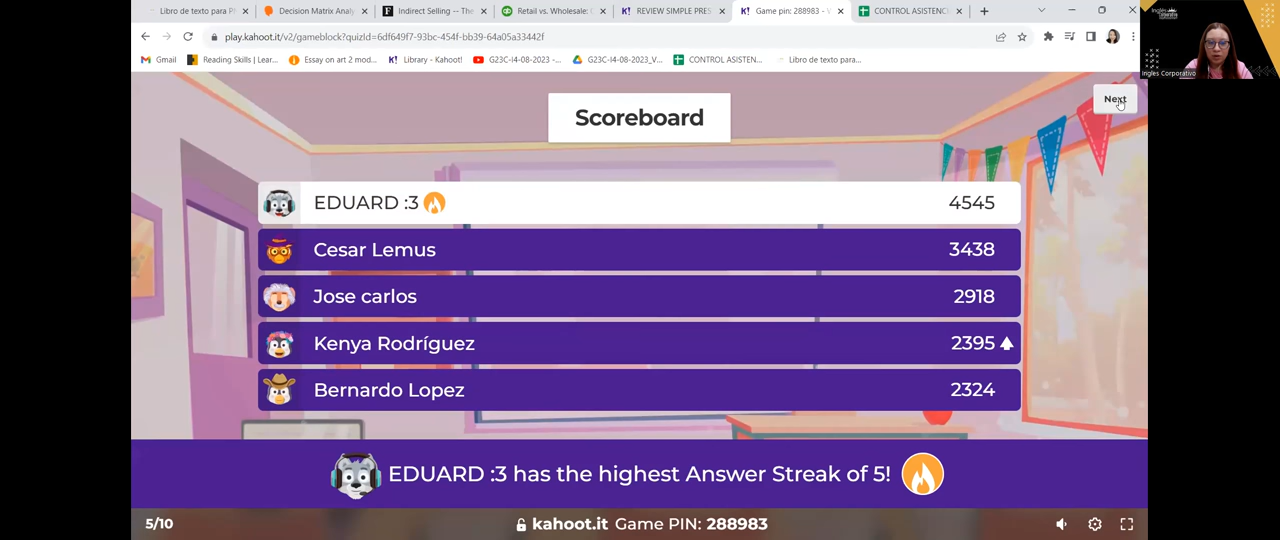 Libro de texto para Pr
Decision Matrix Analy
Indirect Selling -- The
Retail vs. Wholesale: C
REVIEW SIMPLE PRES
Game pin: 288983 - V
CONTROL ASISTENC
play.kahoot.it/v2/gameblock?quizId=6df649f7-93bc-454f-bb39-64a05a33442f
Gmail
Reading Skills | Lear...
Essay on art 2 mod...
Library - Kahoot!
G23C-I4-08-2023 -...
G23C-I4-08-2023_V...
CONTROL ASISTEN...
Libro de texto para...
Inglés Corporativo
Next
Scoreboard
EDUARD :3 4545
Cesar Lemus 3438
Jose carlos 2918
Kenya Rodríguez 2395
Bernardo Lopez 2324
EDUARD :3 has the highest Answer Streak of 5!
5/10
kahoot.it Game PIN: 288983